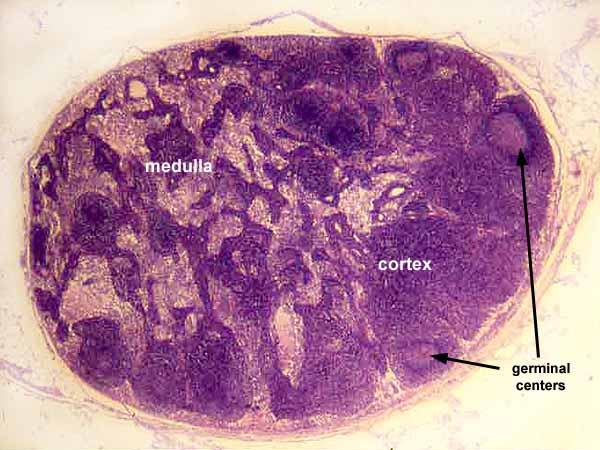 medulla
cortex
germinal
centers